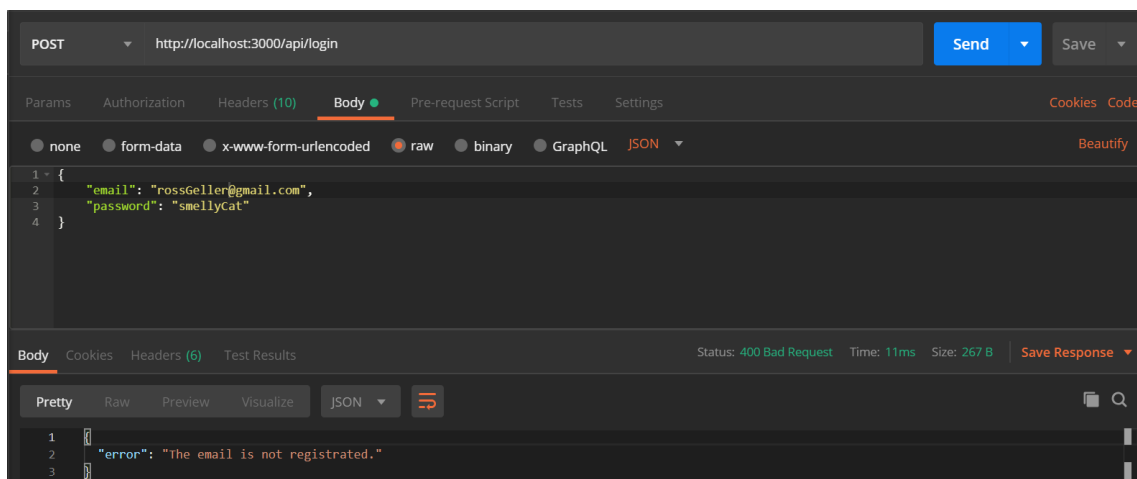 POST http://localhost:3000/api/login Send Save
Params Authorization Headers (10) Body Pre-request Script Tests Settings Cookies Code
none form-data x-www-form-urlencoded raw binary GraphQL JSON Beautify
1 {
2 "email": "rossGeller@gmail.com",
3 "password": "smellyCat"
4 }
Body Cookies Headers (6) Test Results Status: 400 Bad Request Time: 11ms Size: 267 B Save Response
Pretty Raw Preview Visualize JSON
1 {
2 "error": "The email is not registrated."
3 }